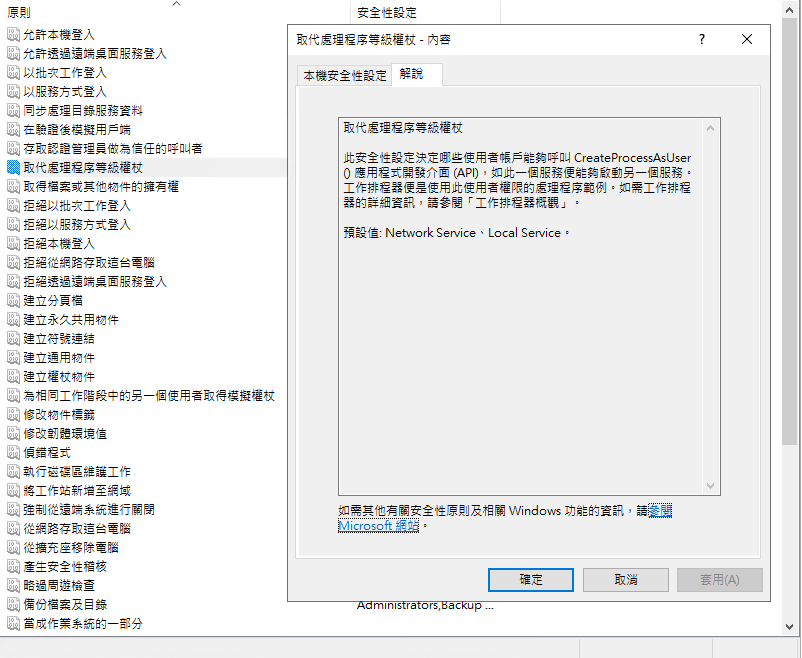 原則
安全性設定
允許本機登入
允許透過遠端桌面服務登入
以批次工作登入
以服務方式登入
同步處理目錄服務資料
在驗證後模擬用戶端
存取認證管理員做為信任的呼叫者
取代處理程序等級權杖
取得檔案或其他物件的擁有權
拒絕以批次工作登入
拒絕以服務方式登入
拒絕本機登入
拒絕從網路存取這台電腦
拒絕透過遠端桌面服務登入
建立分頁檔
建立永久共用物件
建立符號連結
建立通用物件
建立權杖物件
為相同工作階段中的另一個使用者取得模擬權杖
修改物件標籤
修改韌體環境值
偵錯程式
執行磁碟區維護工作
將工作站新增至網域
強制從遠端系統進行關閉
從網路存取這台電腦
從擴充座移除電腦
產生安全性稽核
略過周遊檢查
備份檔案及目錄
Administrators,Backup ...
當成作業系統的一部分
取代處理程序等級權杖 - 內容
?
本機安全性設定
解說
取代處理程序等級權杖
此安全性設定決定哪些使用者帳戶能夠呼叫 CreateProcessAsUser
() 應用程式開發介面 (API)，如此一個服務便能夠啟動另一個服務。
工作排程器便是使用此使用者權限的處理程序範例。如需工作排程
器的詳細資訊，請參閱「工作排程器概觀」。
預設值: Network Service、Local Service。
如需其他有關安全性原則及相關 Windows 功能的資訊，請參閱
Microsoft 網站。
確定
取消
套用(A)